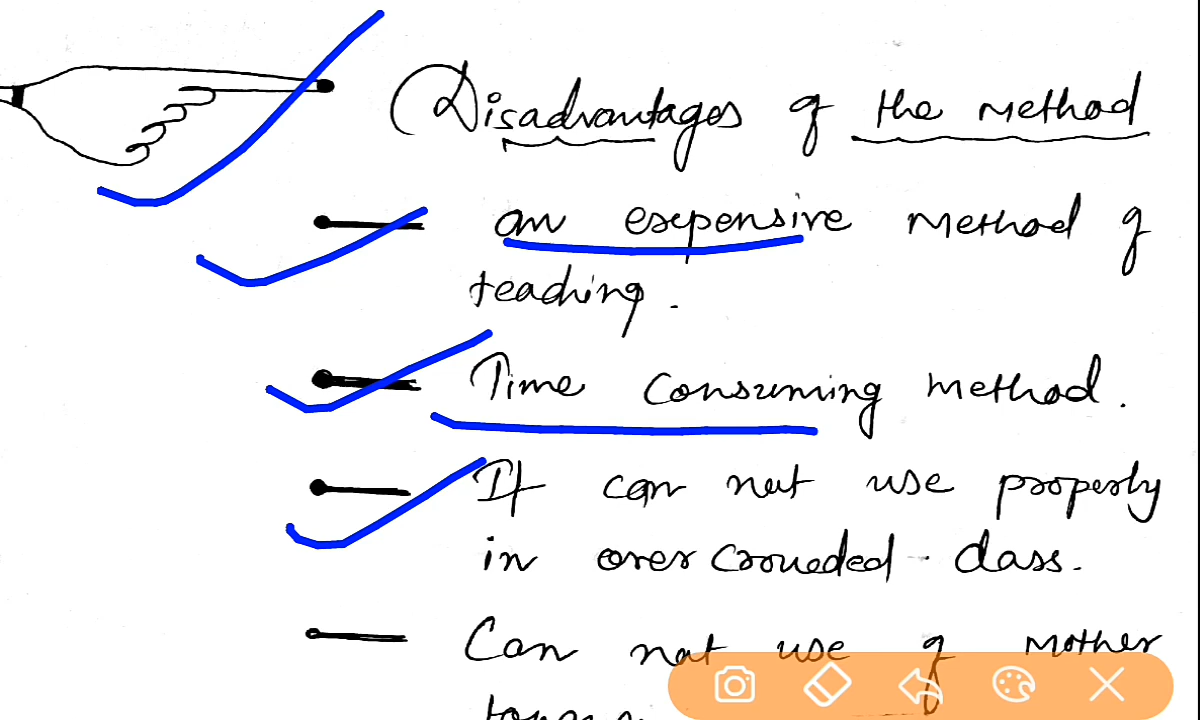 Disadvantages of the Method
an expensive Method of
teaching.
Time Consuming Method.
It can not use properly
in over Crowded class.
Can not use of Mother